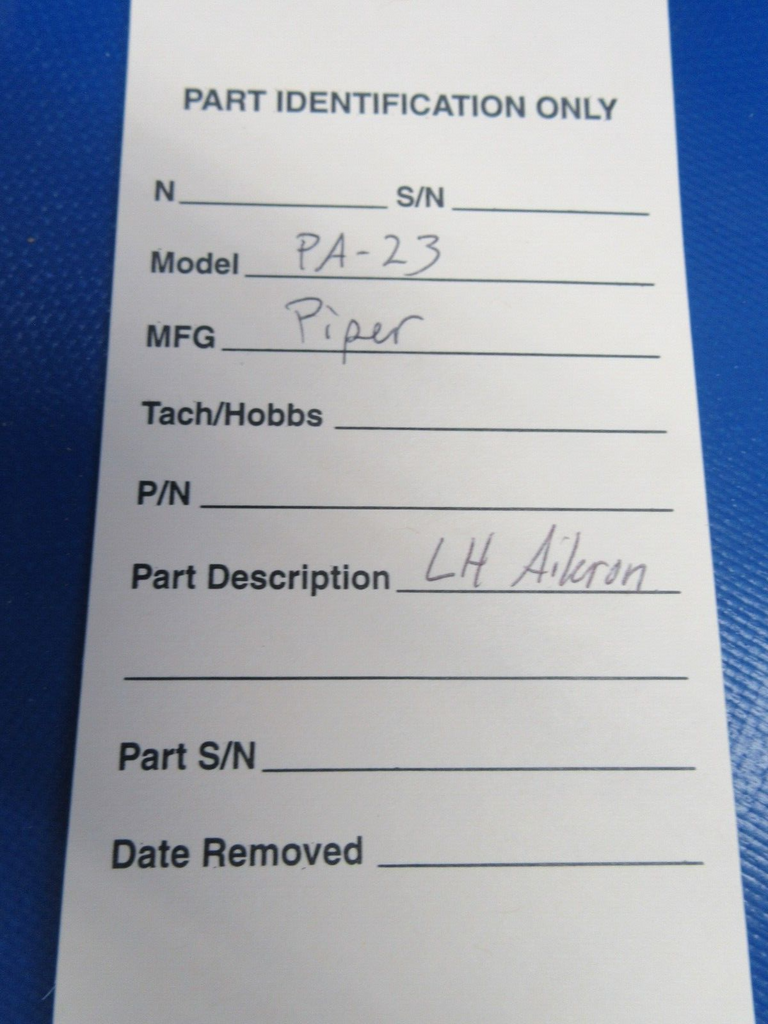 PART IDENTIFICATION ONLY
N S/N
Model PA-23
MFG Piper
Tach/Hobbs
P/N
Part Description LH Aileron
Part S/N
Date Removed